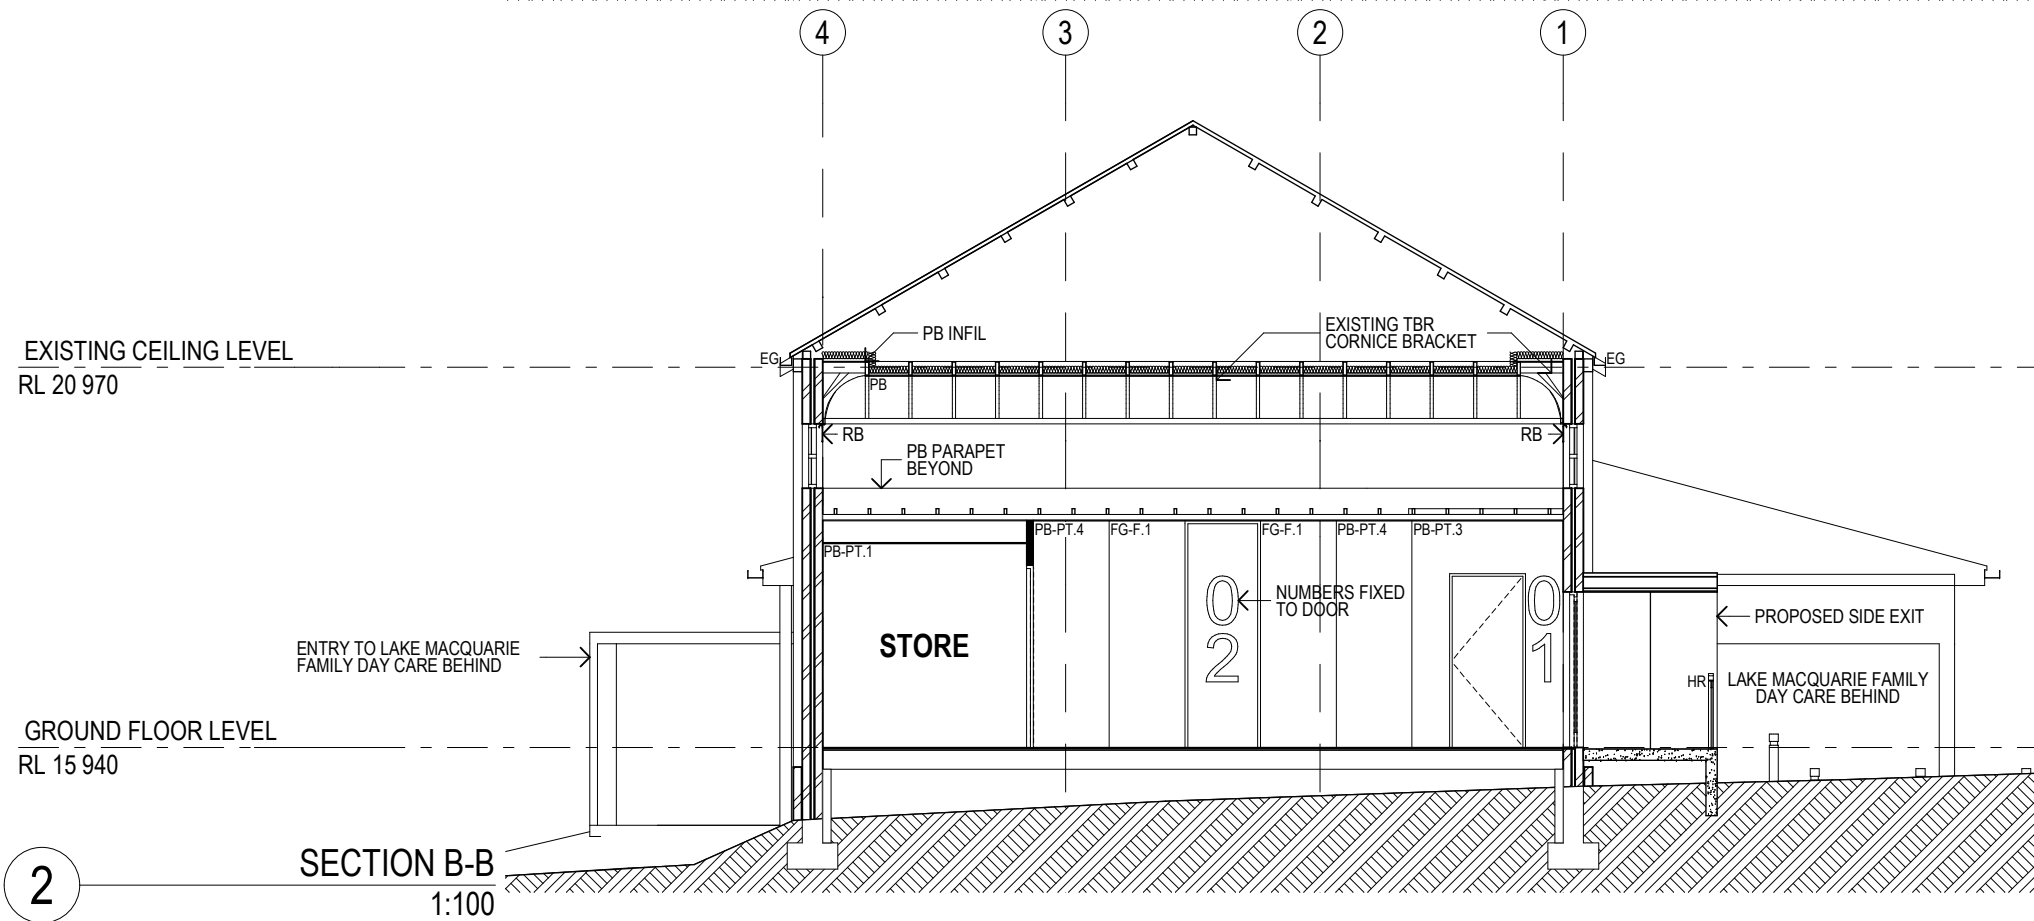 4
3
2
1
PB INFIL
EXISTING TBR
CORNICE BRACKET
EXISTING CEILING LEVEL
RL 20 970
EG
EG
PB
RB
RB
PB PARAPET
BEYOND
PB-PT.4
FG-F.1
FG-F.1
PB-PT.4
PB-PT.3
PB-PT.1
0
2
NUMBERS FIXED
TO DOOR
0
1
PROPOSED SIDE EXIT
STORE
ENTRY TO LAKE MACQUARIE
FAMILY DAY CARE BEHIND
HR
LAKE MACQUARIE FAMILY
DAY CARE BEHIND
GROUND FLOOR LEVEL
RL 15 940
2
SECTION B-B
1:100